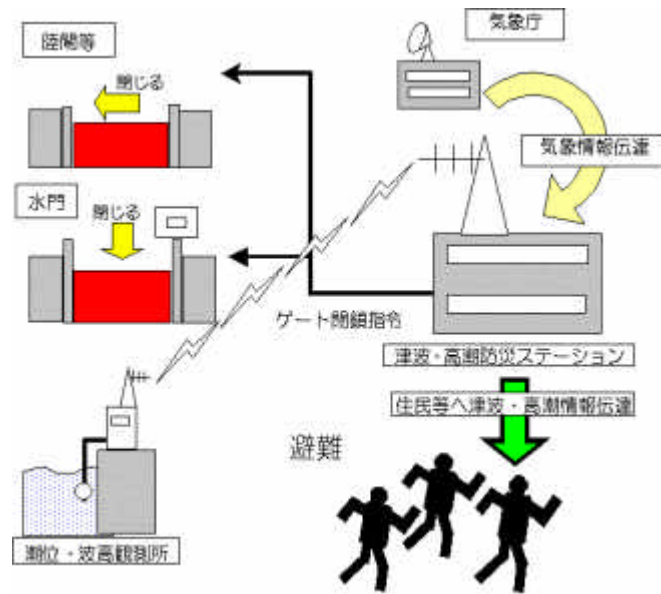 陸閘等
閉じる
水門
閉じる
気象庁
気象情報伝達
ゲート閉鎖指令
津波・高潮防災ステーション
住民等へ津波・高潮情報伝達
避難
潮位・波高観測所